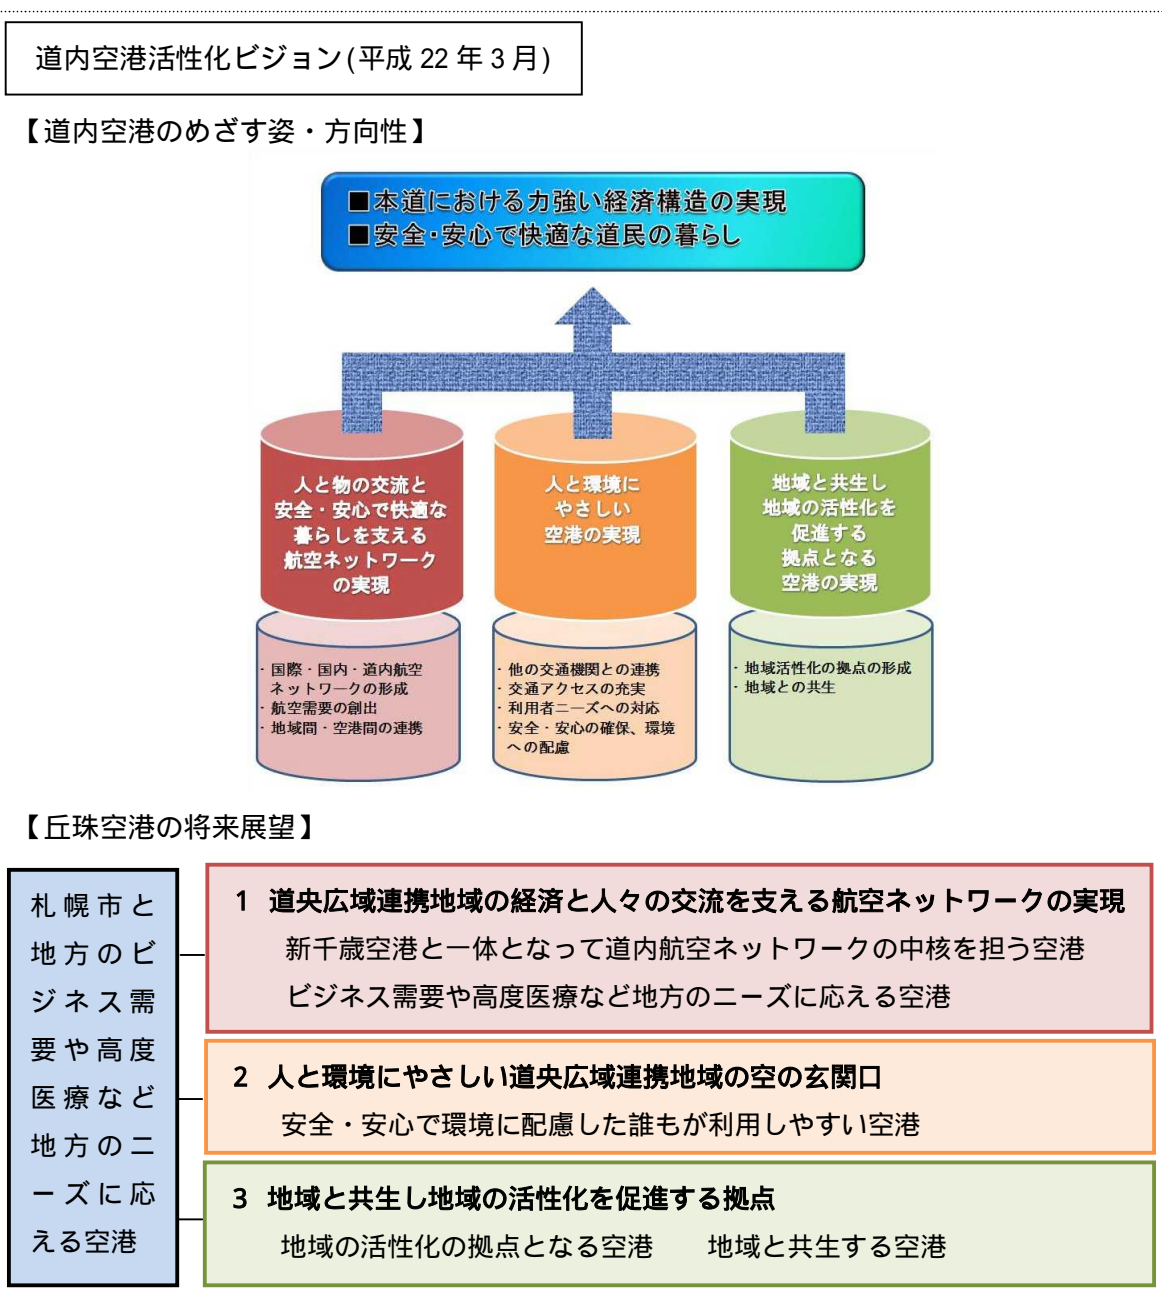 道内空港活性化ビジョン(平成 22 年 3 月)
【道内空港のめざす姿・方向性】
■本道における力強い経済構造の実現
■安全・安心で快適な道民の暮らし
人と物の交流と
安全・安心で快適な
暮らしを支える
航空ネットワーク
の実現
・国際・国内・道内航空
ネットワークの形成
・航空需要の創出
・地域間・空港間の連携
人と環境に
やさしい
空港の実現
・他の交通機関との連携
・交通アクセスの充実
・利用者ニーズへの対応
・安全・安心の確保、環境
への配慮
地域と共生し
地域の活性化を
促進する
拠点となる
空港の実現
・地域活性化の拠点の形成
・地域との共生
【丘珠空港の将来展望】
札幌市と
地方のビ
ジネス需
要や高度
医療など
地方のニ
ーズに応
える空港
1 道央広域連携地域の経済と人々の交流を支える航空ネットワークの実現
新千歳空港と一体となって道内航空ネットワークの中核を担う空港
ビジネス需要や高度医療など地方のニーズに応える空港
2 人と環境にやさしい道央広域連携地域の空の玄関口
安全・安心で環境に配慮した誰もが利用しやすい空港
3 地域と共生し地域の活性化を促進する拠点
地域の活性化の拠点となる空港　　地域と共生する空港